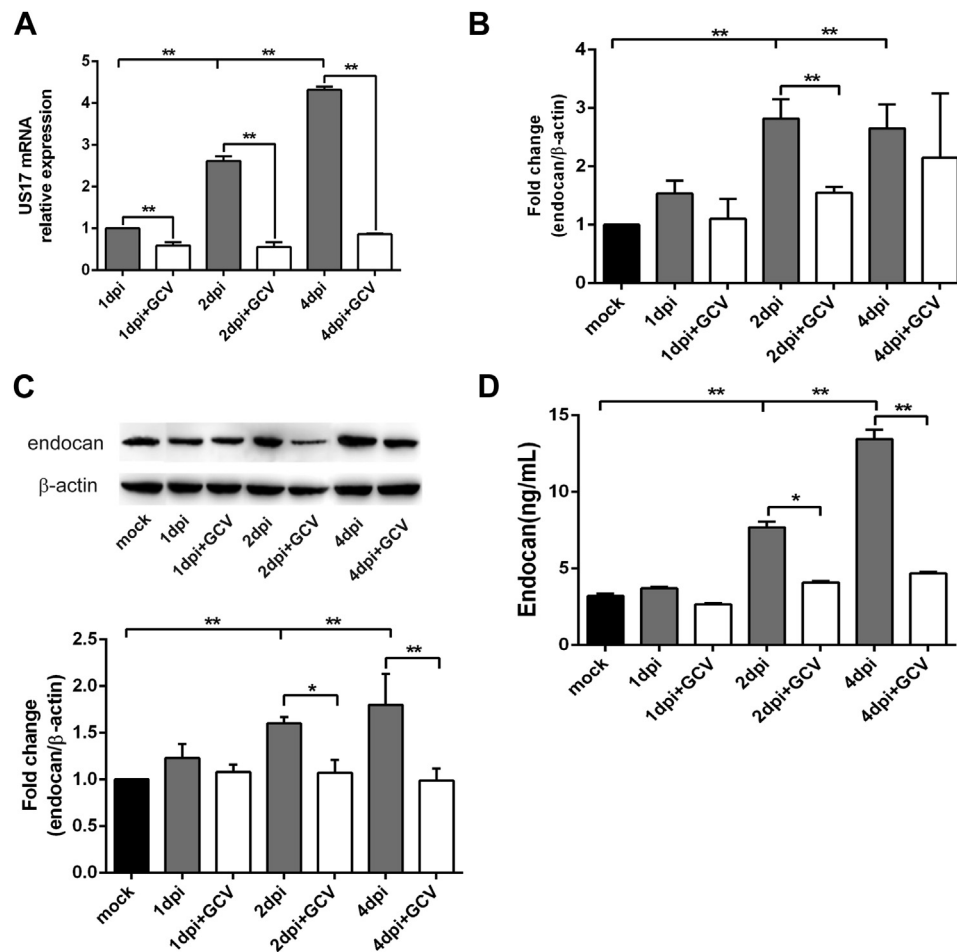 A
US17 mRNA
relative expression
5
4
3
2
1
0
**
**
**
**
**
1dpi
1dpi+GCV
2dpi
2dpi+GCV
4dpi
4dpi+GCV
B
Fold change
(endocan/β-actin)
4
3
2
1
0
**
**
**
mock
1dpi
1dpi+GCV
2dpi
2dpi+GCV
4dpi
4dpi+GCV
C
endocan
β-actin
mock
1dpi
1dpi+GCV
2dpi
2dpi+GCV
4dpi
4dpi+GCV
Fold change
(endocan/β-actin)
2.5
2.0
1.5
1.0
0.5
0.0
**
**
*
**
mock
1dpi
1dpi+GCV
2dpi
2dpi+GCV
4dpi
4dpi+GCV
D
Endocan(ng/mL)
15
10
5
0
**
**
*
**
mock
1dpi
1dpi+GCV
2dpi
2dpi+GCV
4dpi
4dpi+GCV